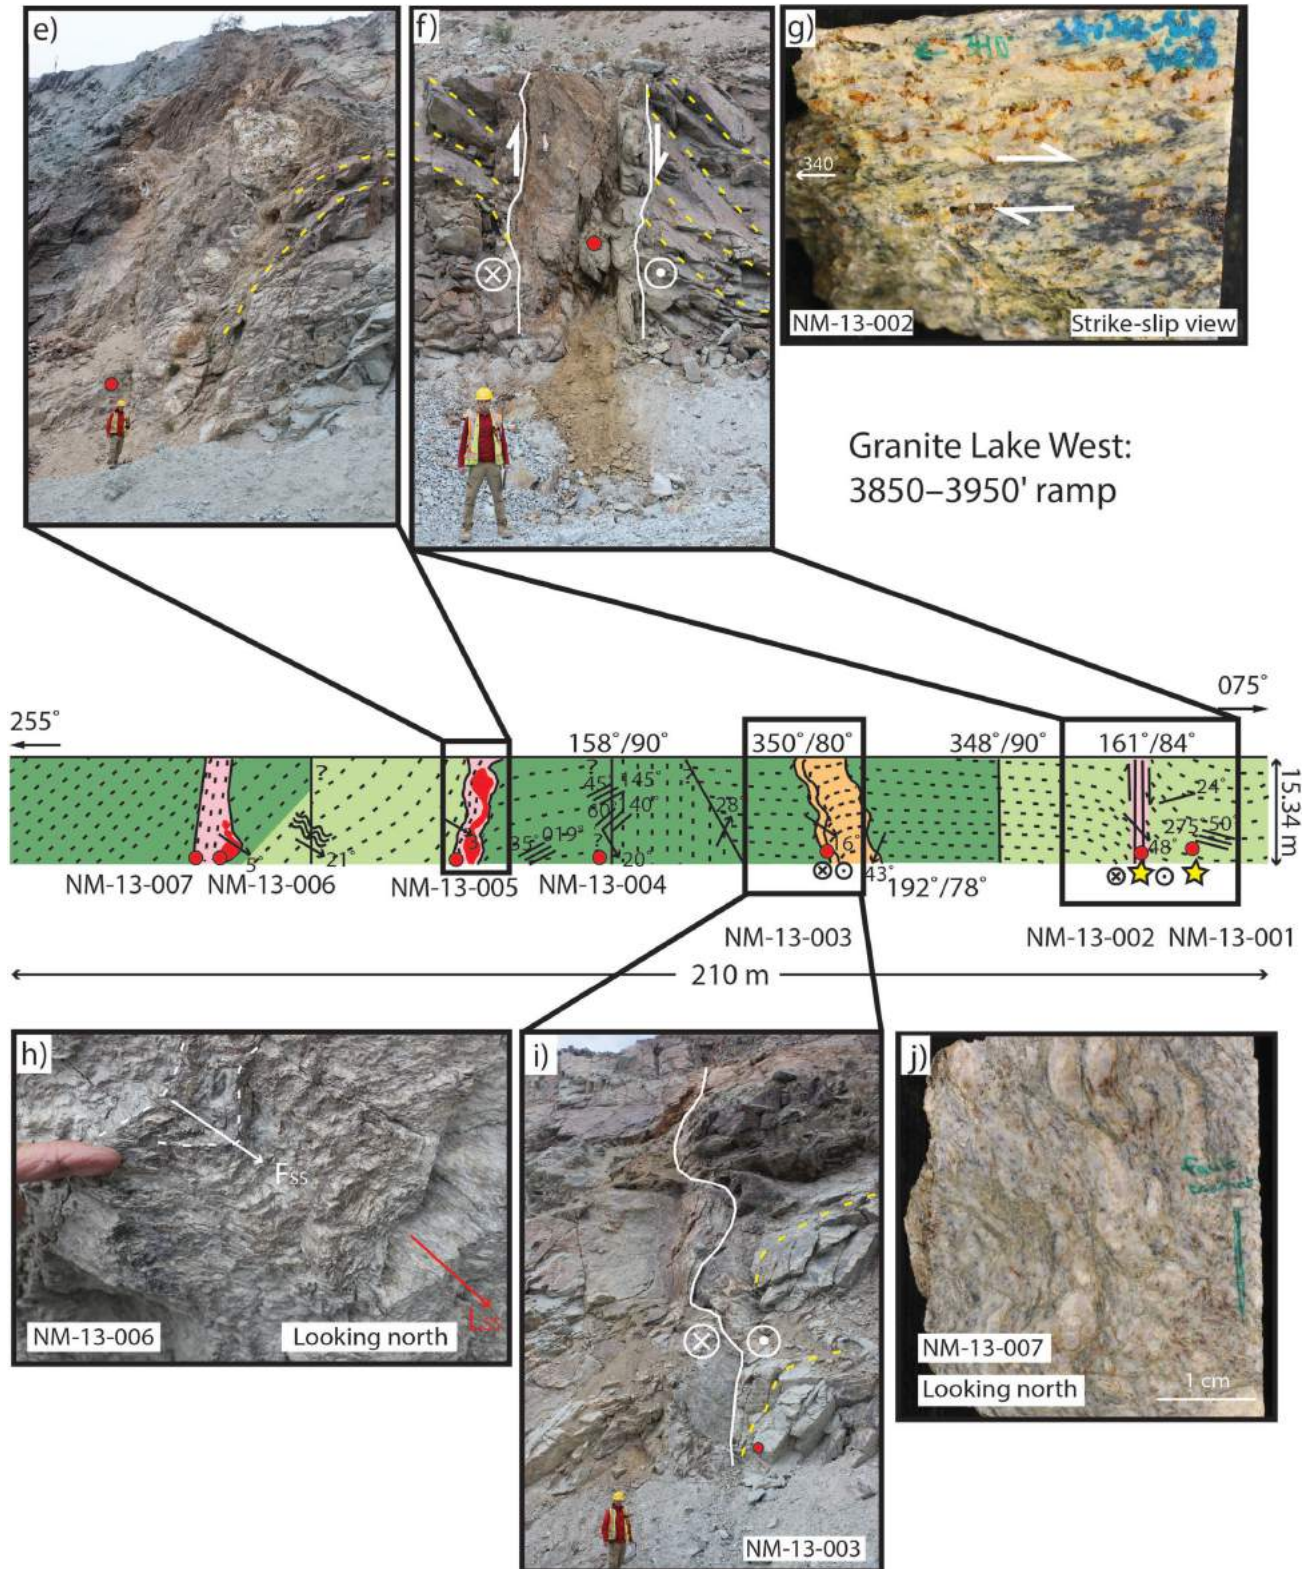 e)
f)
g)
340
NM-13-002
Strike-slip view
Granite Lake West:
3850–3950' ramp
255°
158°/90°
350°/80°
348°/90°
161°/84°
075°
?
21°
5°
35°
019°
?
45°
145°
60°
40°
?
20°
28°
16°
43°
192°/78°
24°
275°
50°
48°
15.34 m
NM-13-007
NM-13-006
NM-13-005
NM-13-004
NM-13-003
NM-13-002
NM-13-001
210 m
h)
Fss
NM-13-006
Looking north
i)
NM-13-003
j)
NM-13-007
Looking north
1 cm